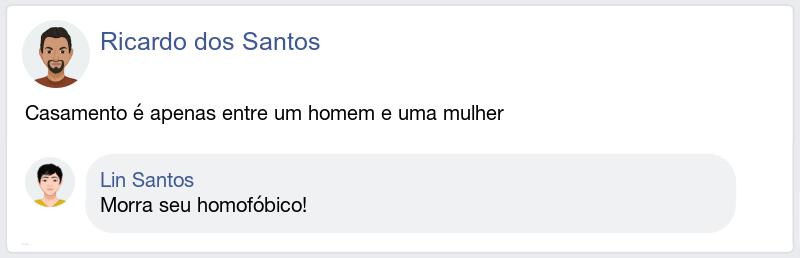 Ricardo dos Santos
Casamento é apenas entre um homem e uma mulher
Lin Santos
Morra seu homofóbico!